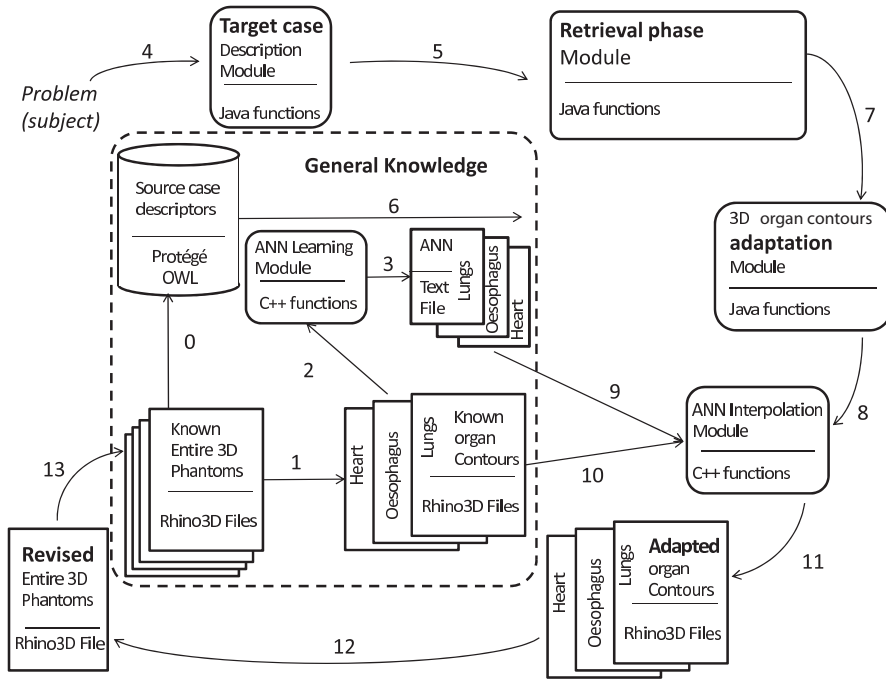 Target case
Description
Module
Java functions
4
5
Problem
(subject)
Retrieval phase
Module
Java functions
7
General Knowledge
Source case
descriptors
Protégé
OWL
6
ANN Learning
Module
C++ functions
3
ANN
Text
File
Lungs
Oesophagus
Heart
3D organ contours
adaptation
Module
Java functions
0
2
9
8
Known
Entire 3D
Phantoms
Rhino3D Files
1
Heart
Oesophagus
Lungs
Known
organ
Contours
Rhino3D Files
10
ANN Interpolation
Module
C++ functions
13
11
Revised
Entire 3D
Phantoms
Rhino3D File
12
Heart
Oesophagus
Lungs
Adapted
organ
Contours
Rhino3D Files